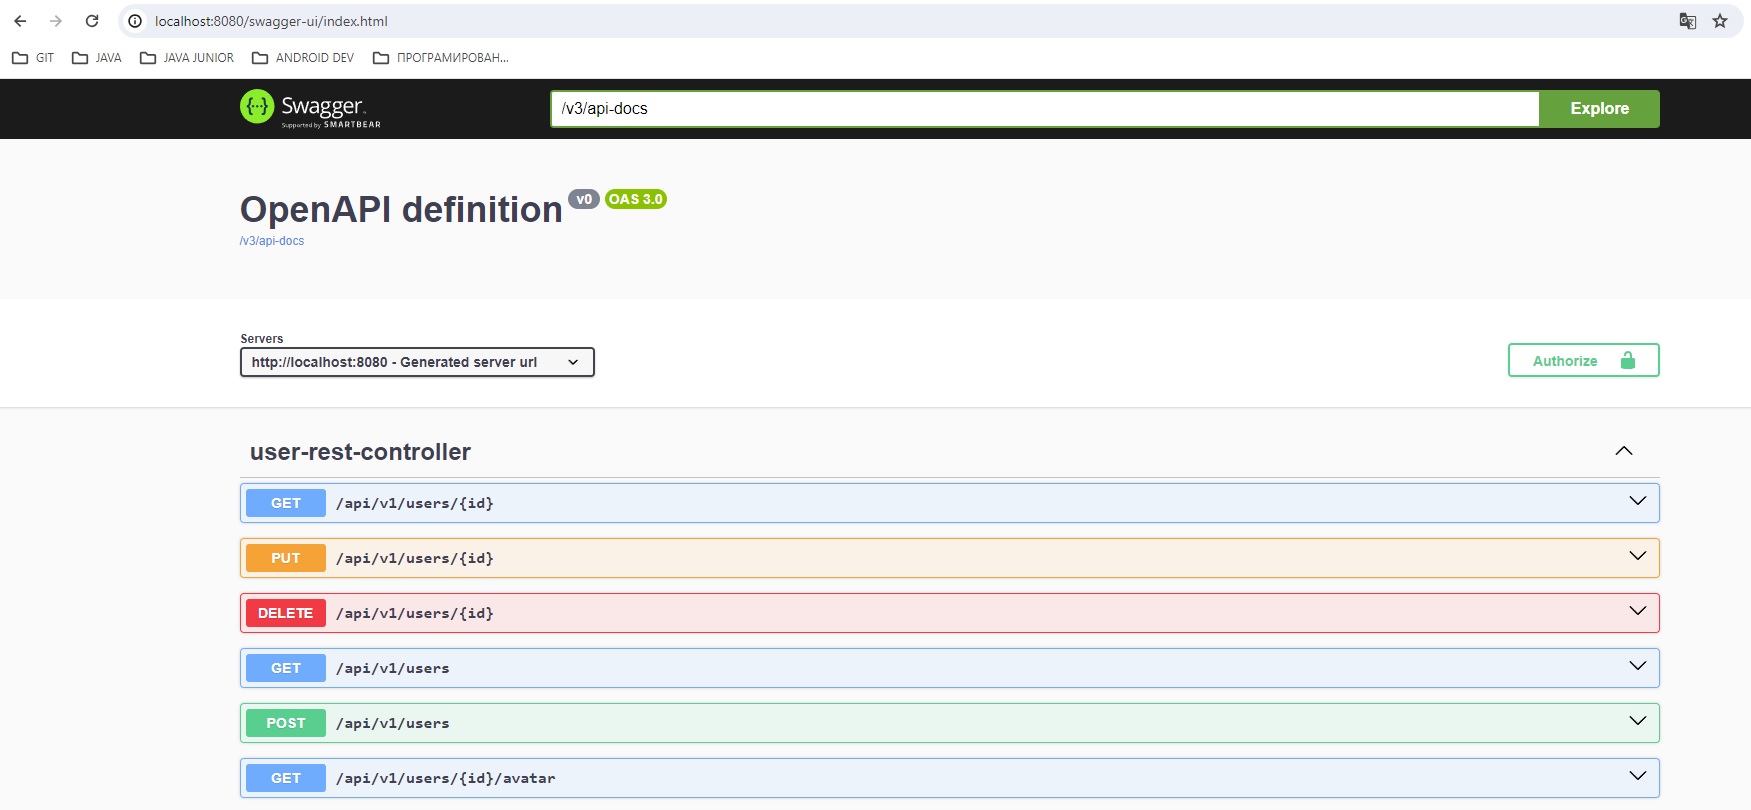 localhost:8080/swagger-ui/index.html
GIT JAVA JAVA JUNIOR ANDROID DEV ПРОГРАМИРОВАН...
Swagger.
Supported by SMARTBEAR
/v3/api-docs Explore
OpenAPI definition v0 OAS 3.0
/v3/api-docs
Servers
http://localhost:8080 - Generated server url
Authorize
user-rest-controller
GET /api/v1/users/{id}
PUT /api/v1/users/{id}
DELETE /api/v1/users/{id}
GET /api/v1/users
POST /api/v1/users
GET /api/v1/users/{id}/avatar